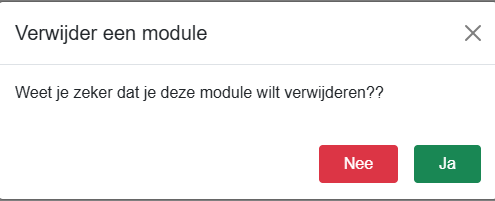 Verwijder een module
Weet je zeker dat je deze module wilt verwijderen??
Nee
Ja